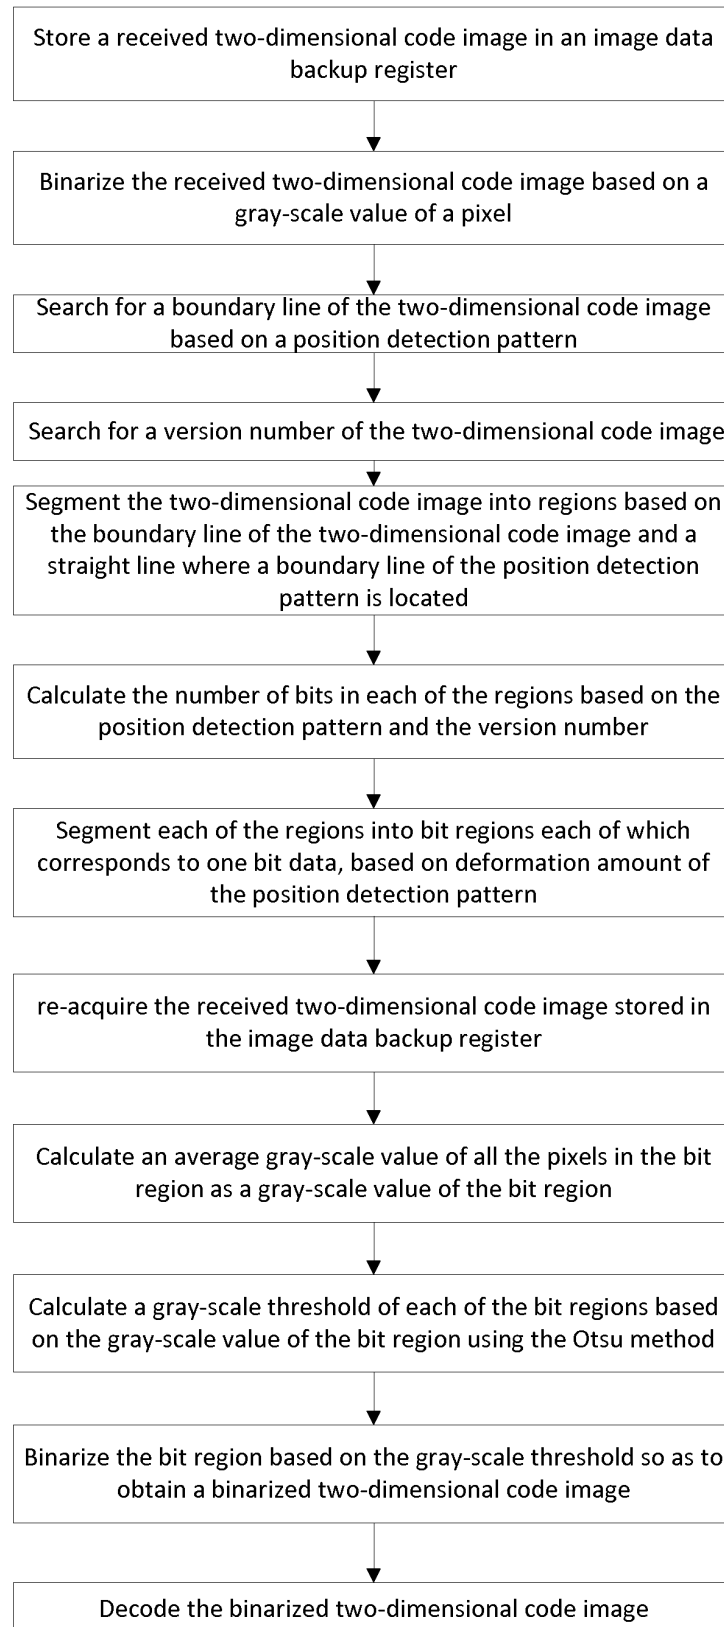 Store a received two-dimensional code image in an image data
backup register
Binarize the received two-dimensional code image based on a
gray-scale value of a pixel
Search for a boundary line of the two-dimensional code image
based on a position detection pattern
Search for a version number of the two-dimensional code image
Segment the two-dimensional code image into regions based on
the boundary line of the two-dimensional code image and a
straight line where a boundary line of the position detection
pattern is located
Calculate the number of bits in each of the regions based on the
position detection pattern and the version number
Segment each of the regions into bit regions each of which
corresponds to one bit data, based on deformation amount of
the position detection pattern
re-acquire the received two-dimensional code image stored in
the image data backup register
Calculate an average gray-scale value of all the pixels in the bit
region as a gray-scale value of the bit region
Calculate a gray-scale threshold of each of the bit regions based
on the gray-scale value of the bit region using the Otsu method
Binarize the bit region based on the gray-scale threshold so as to
obtain a binarized two-dimensional code image
Decode the binarized two-dimensional code image